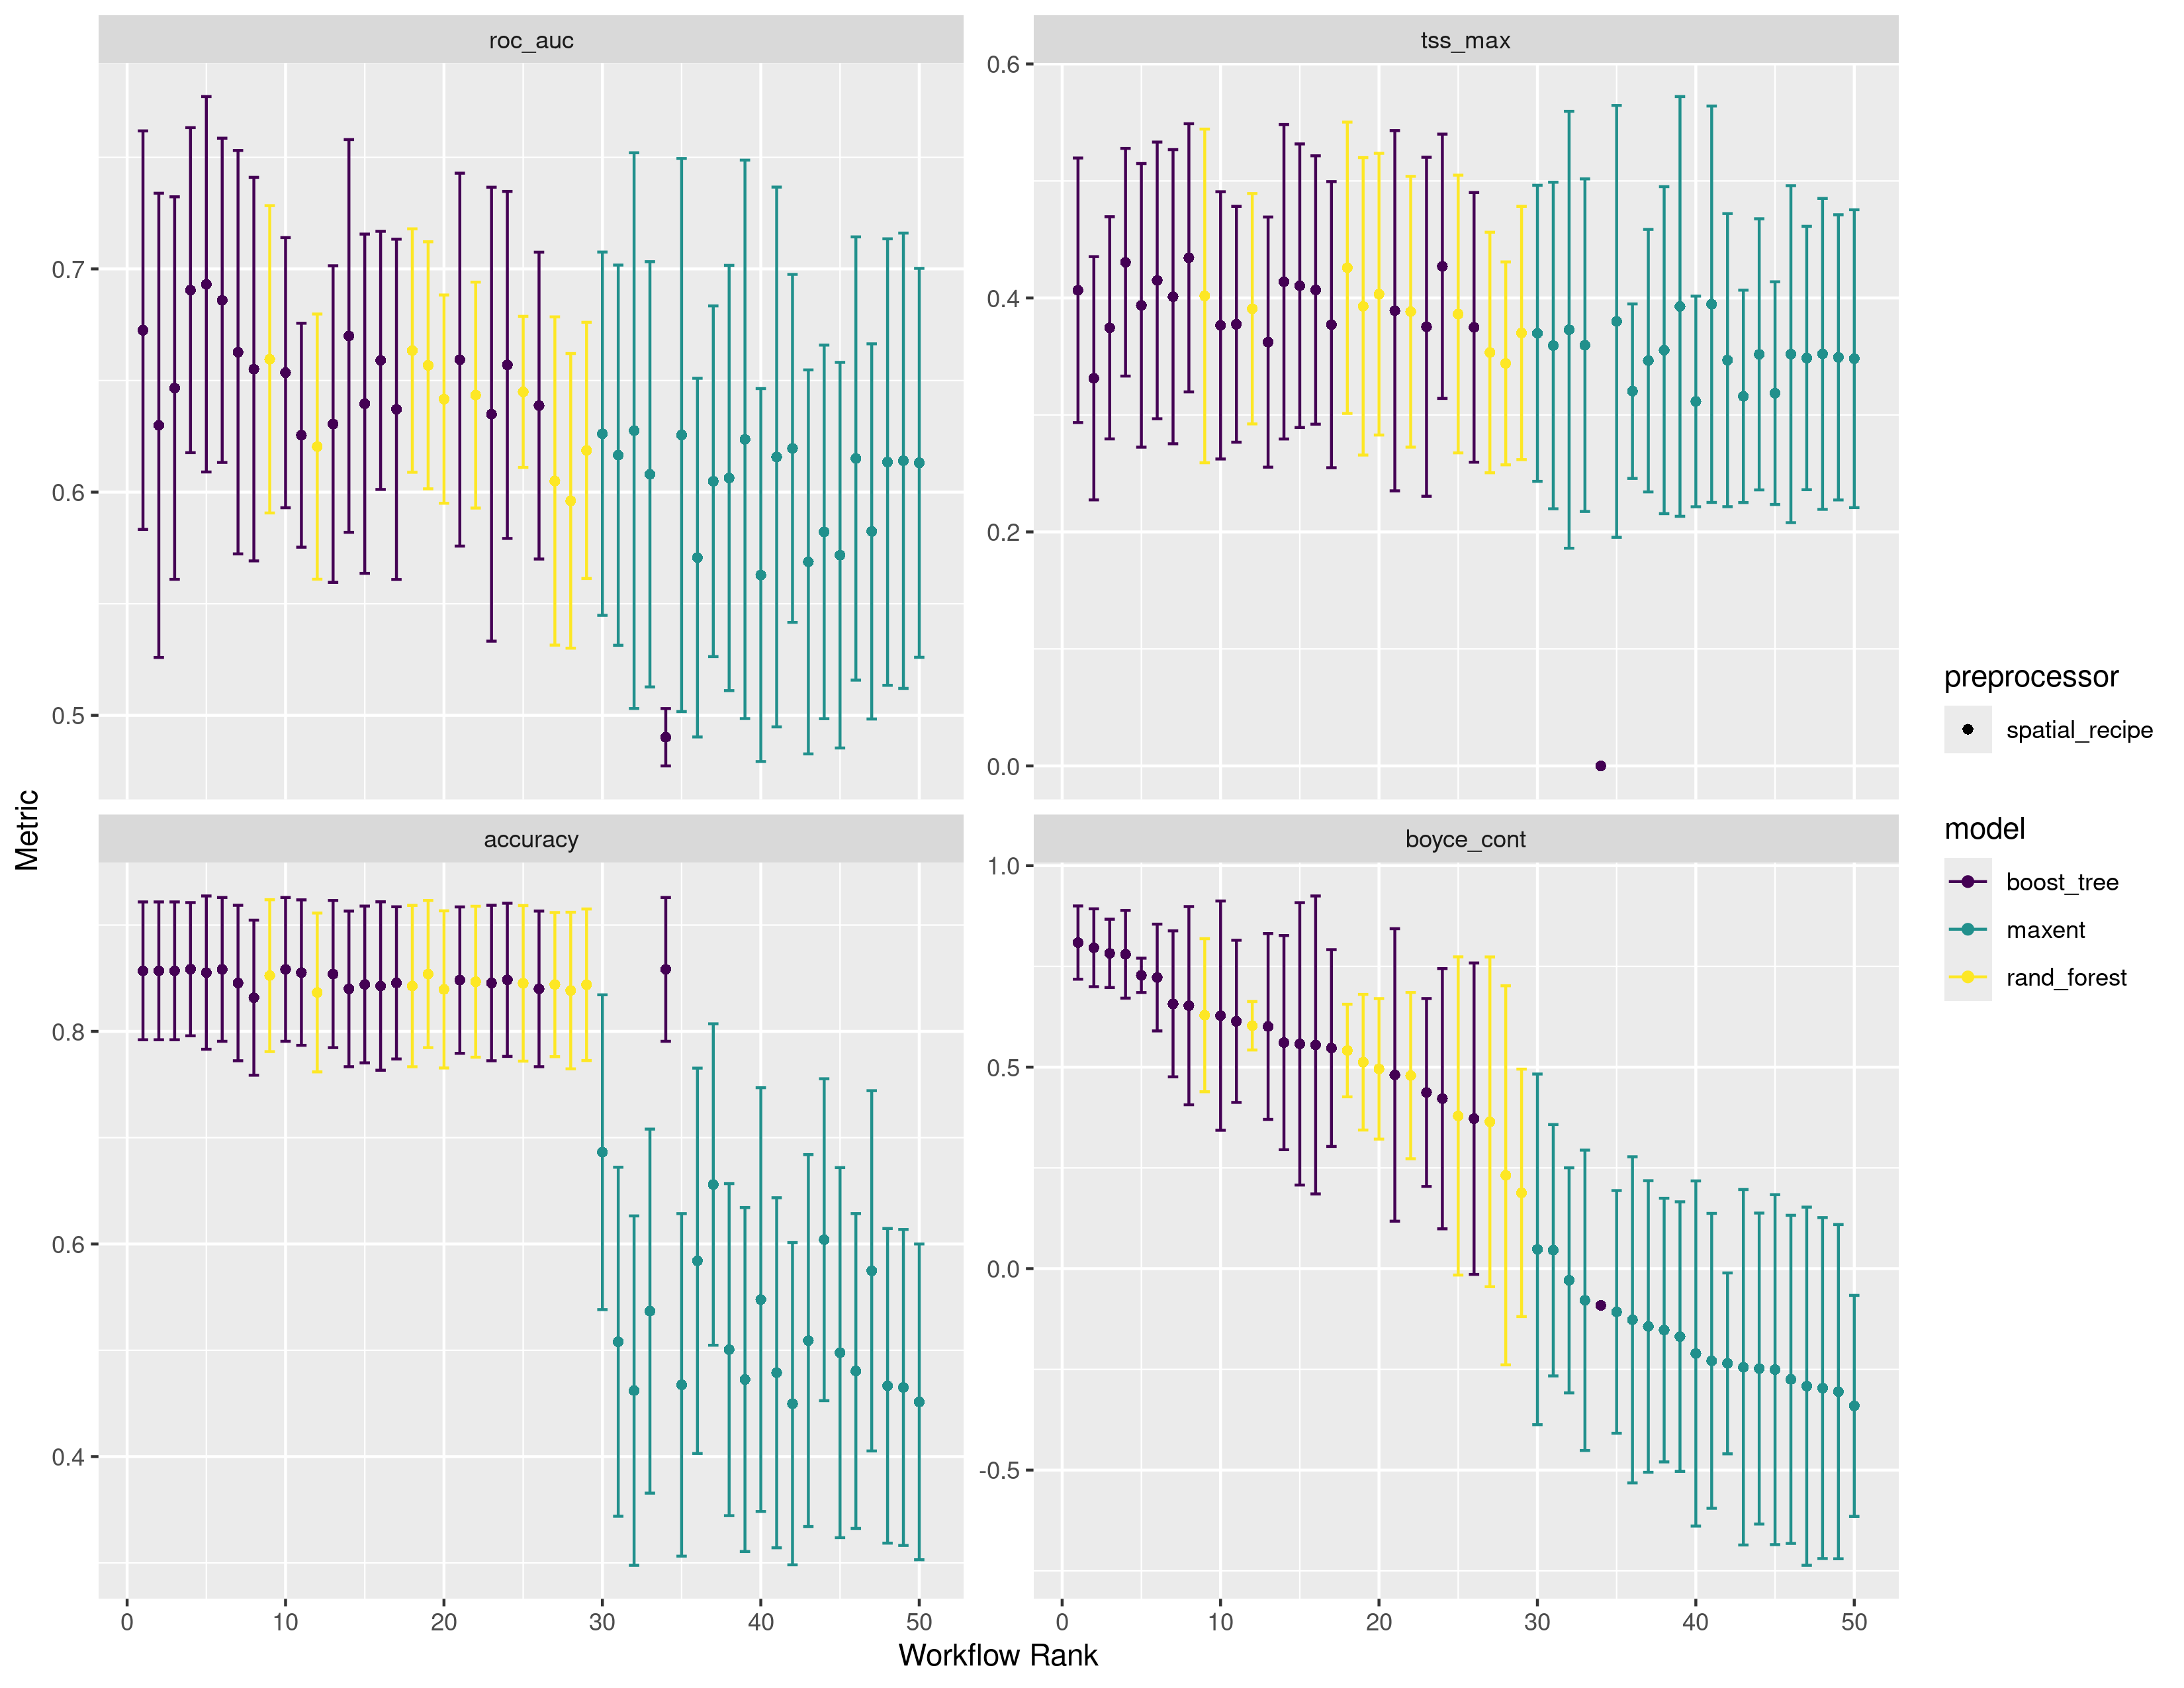 roc_auc
tss_max
0.7
0.6
0.5
0.6
0.4
0.2
0.0
accuracy
boyce_cont
0.8
0.6
0.4
1.0
0.5
0.0
-0.5
0 10 20 30 40 50
0 10 20 30 40 50
Workflow Rank
Metric
preprocessor
spatial_recipe
model
boost_tree
maxent
rand_forest